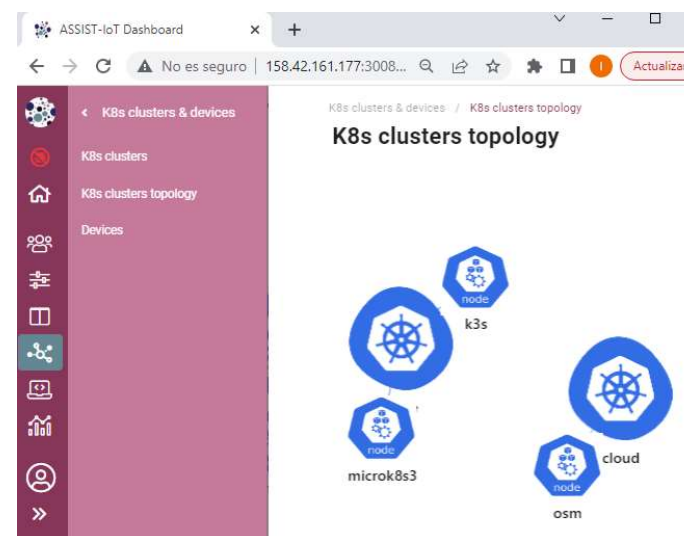 ASSIST-IoT Dashboard
No es seguro
158.42.161.177:3008...
Actualiza
K8s clusters & devices
K8s clusters
K8s clusters topology
Devices
K8s clusters & devices / K8s clusters topology
K8s clusters topology
node
k3s
node
microk8s3
cloud
node
osm